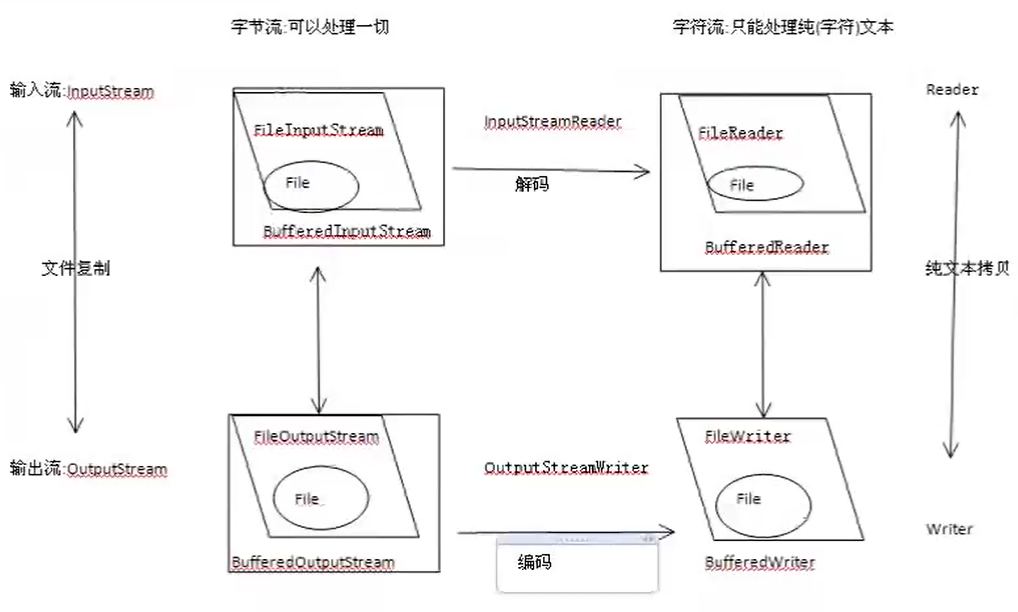 字节流:可以处理一切
字符流:只能处理纯(字符)文本
输入流:InputStream
Reader
FileInputStream
InputStreamReader
FileReader
File
解码
File
BufferedInputStream
BufferedReader
文件复制
纯文本拷贝
FileOutputStream
FileWriter
输出流:OutputStream
OutputStreamWriter
File
File
Writer
BufferedOutputStream
编码
BufferedWriter